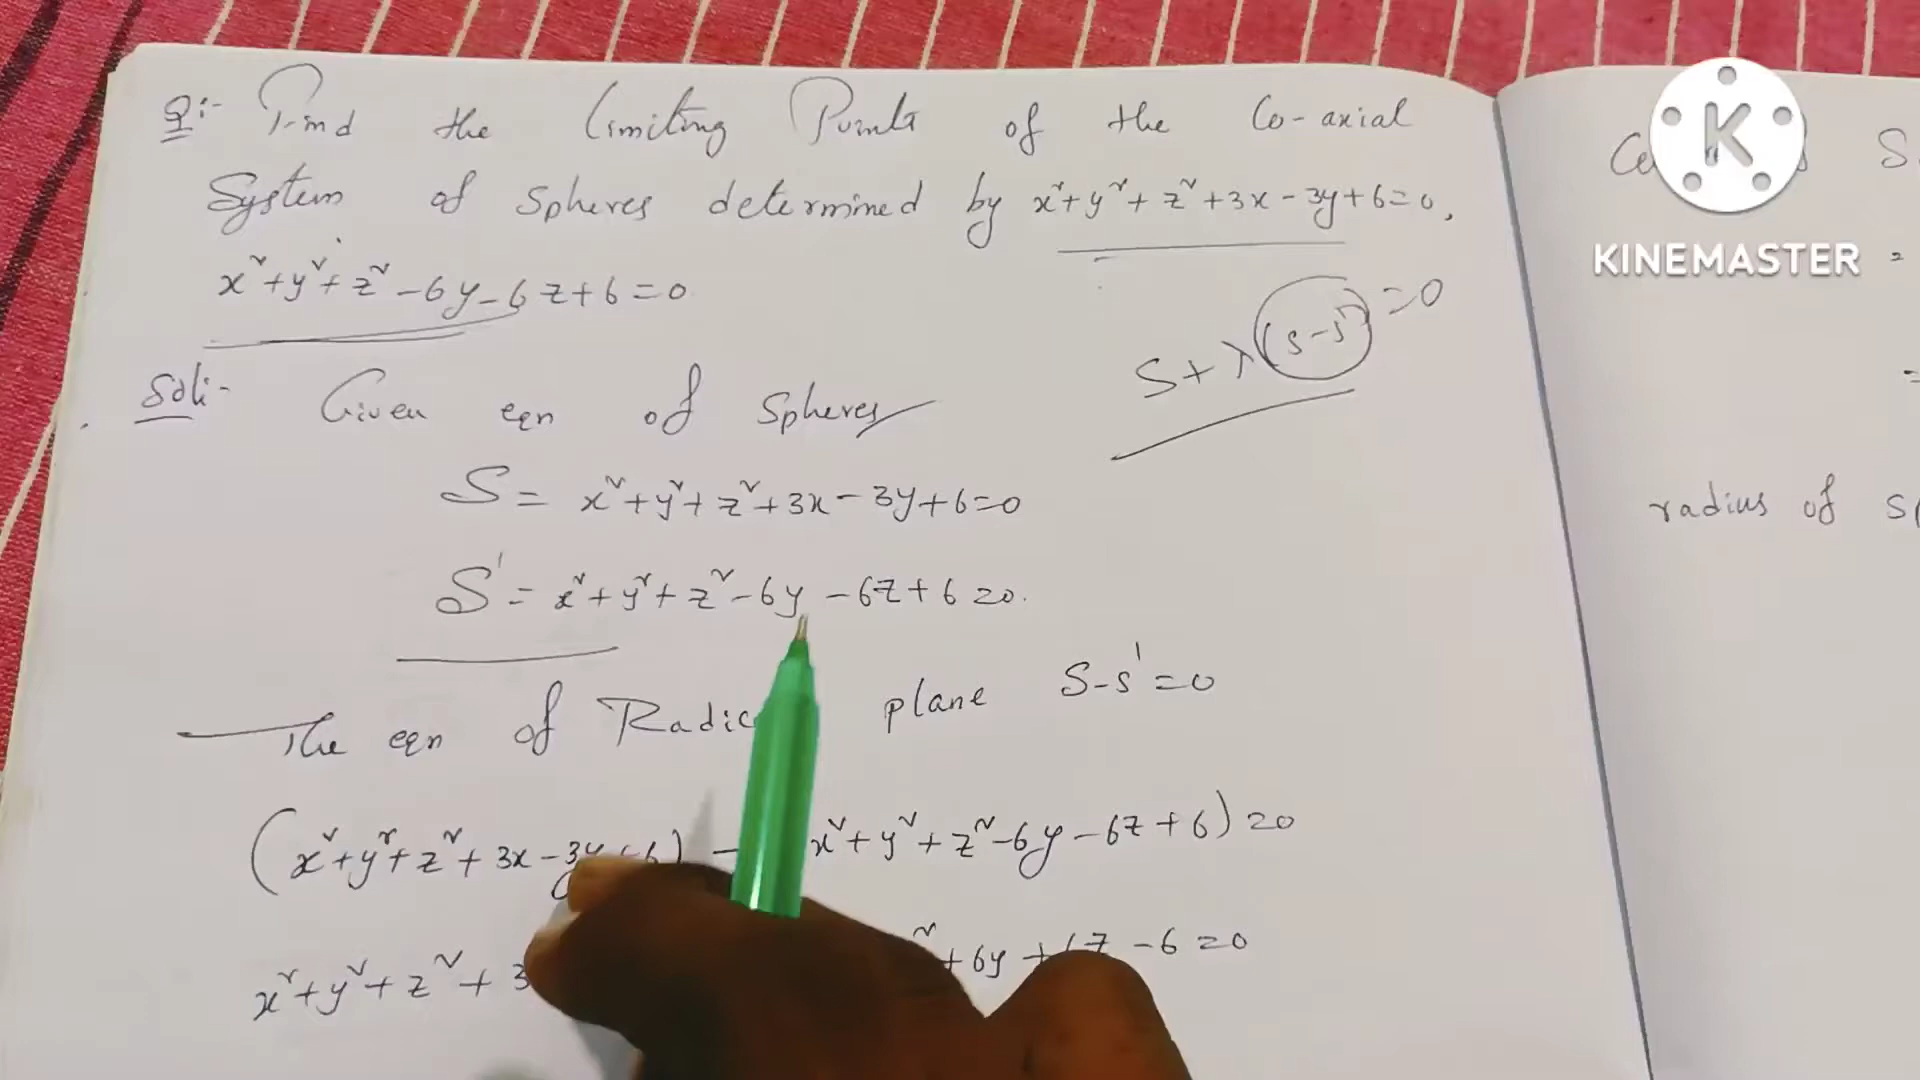 Q:- Find the limiting Points of the Co-axial
System of Spheres determined by x²+y²+z²+3x-3y+6=0,
x²+y²+z²-6y-6z+6=0
S+λ(s-s')=0
Sol:- Given eqn of Spheres
S = x²+y²+z²+3x-3y+6=0
S' = x²+y²+z²-6y-6z+6=0.
The eqn of plane S-s'=0
(x²+y²+z²+3x-3y+6) - x²+y²+z²-6y-6z+6)=0
x²+y²+z²+3 +6y+6z-6=0
K
KINEMASTER
S
=
=
radius of